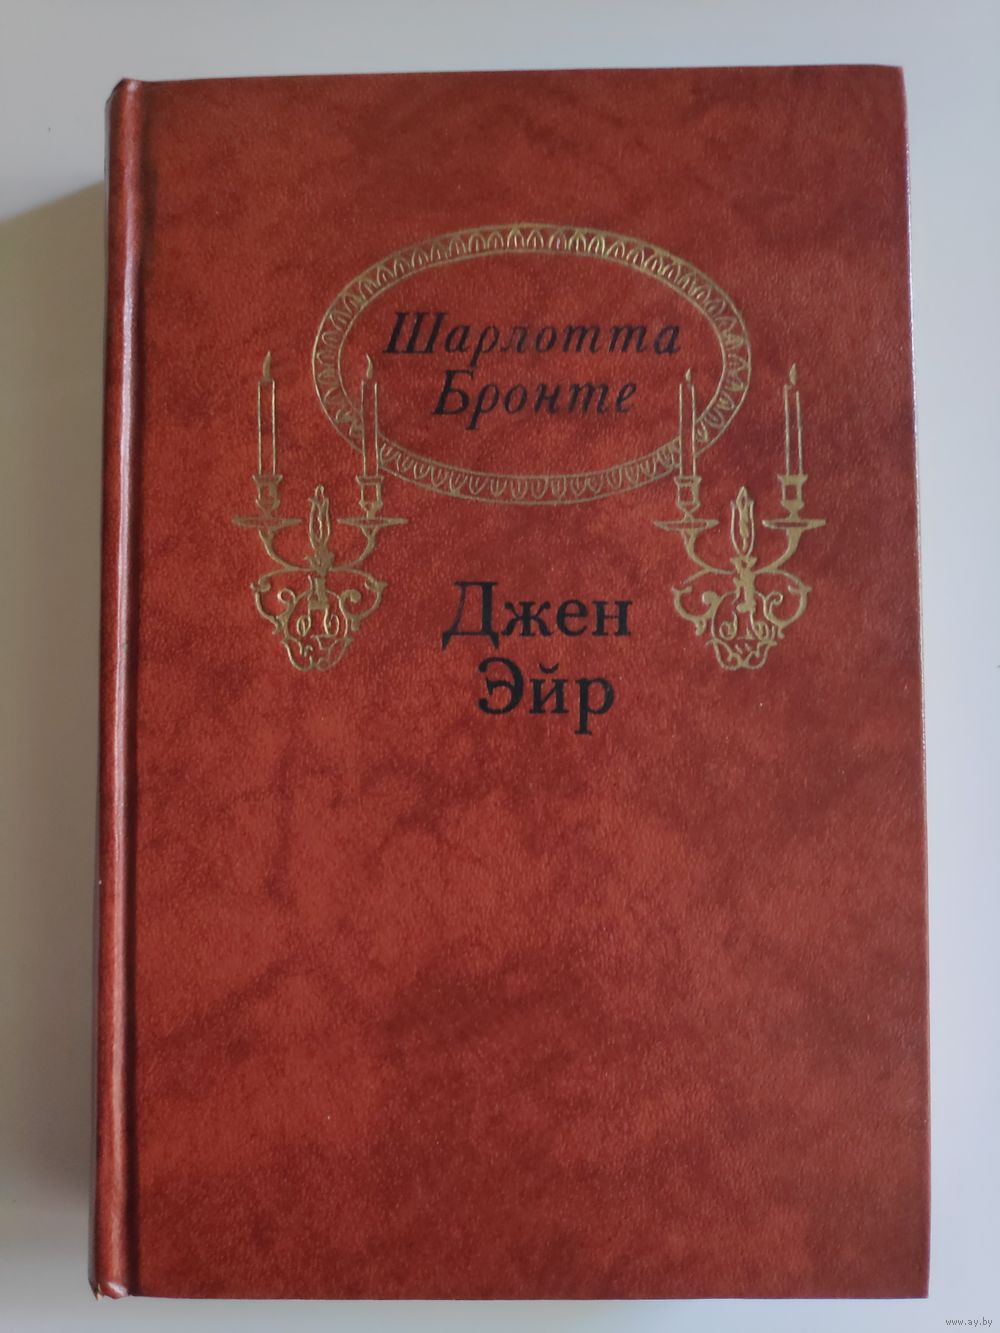 Шарлотта
Бронте
Джен
Эйр
www.ay.by